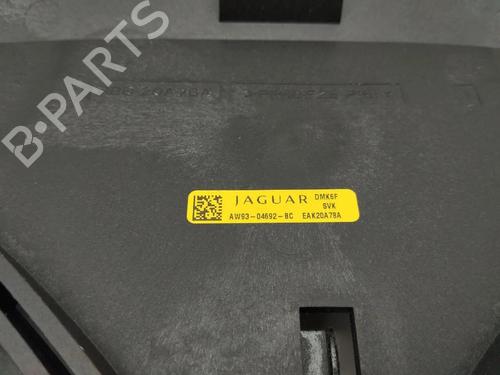 JAGUAR DMK6F
SVK
AW93-04692-BC EAK20A78A
B-PARTS